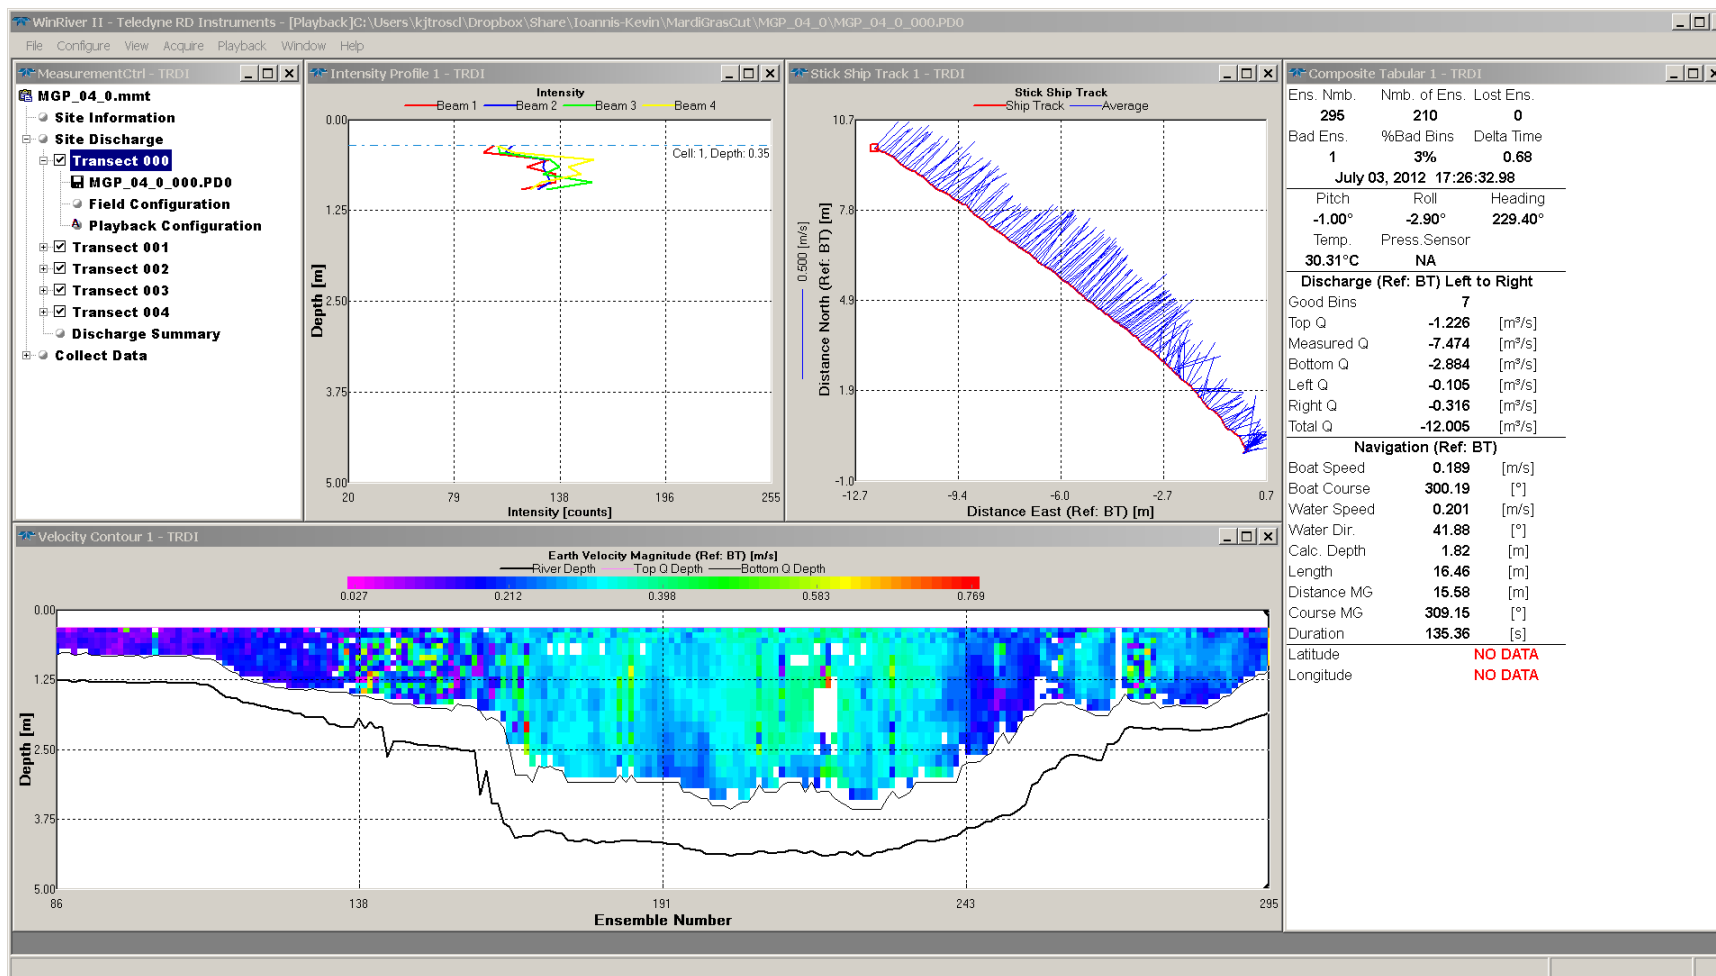 WinRiver II - Teledyne RD Instruments - [Playback]C:\Users\kjtroscl\Dropbox\Share\Ioannis-Kevin\MardiGrasCut\MGP_04_0\MGP_04_0_000.PD0
File Configure View Acquire Playback Window Help
MeasurementCtrl - TRDI
MGP_04_0.mmt
Site Information
Site Discharge
Transect 000
MGP_04_0_000.PD0
Field Configuration
Playback Configuration
Transect 001
Transect 002
Transect 003
Transect 004
Discharge Summary
Collect Data
Intensity Profile 1 - TRDI
Intensity
Beam 1 Beam 2 Beam 3 Beam 4
0.00
Cell: 1, Depth: 0.35
1.25
2.50
3.75
5.00
Depth [m]
20 79 138 196 255
Intensity [counts]
Stick Ship Track 1 - TRDI
Stick Ship Track
Ship Track Average
10.7
7.8
4.9
1.9
-1.0
0.500 [m/s]
Distance North (Ref: BT) [m]
-12.7 -9.4 -6.0 -2.7 0.7
Distance East (Ref: BT) [m]
Composite Tabular 1 - TRDI
Ens. Nmb. Nmb. of Ens. Lost Ens.
295 210 0
Bad Ens. %Bad Bins Delta Time
1 3% 0.68
July 03, 2012 17:26:32.98
Pitch Roll Heading
-1.00° -2.90° 229.40°
Temp. Press.Sensor
30.31°C NA
Discharge (Ref: BT) Left to Right
Good Bins 7
Top Q -1.226 [m³/s]
Measured Q -7.474 [m³/s]
Bottom Q -2.884 [m³/s]
Left Q -0.105 [m³/s]
Right Q -0.316 [m³/s]
Total Q -12.005 [m³/s]
Navigation (Ref: BT)
Boat Speed 0.189 [m/s]
Boat Course 300.19 [°]
Water Speed 0.201 [m/s]
Water Dir. 41.88 [°]
Calc. Depth 1.82 [m]
Length 16.46 [m]
Distance MG 15.58 [m]
Course MG 309.15 [°]
Duration 135.36 [s]
Latitude NO DATA
Longitude NO DATA
Velocity Contour 1 - TRDI
Earth Velocity Magnitude (Ref: BT) [m/s]
River Depth Top Q Depth Bottom Q Depth
0.027 0.212 0.398 0.583 0.769
0.00
1.25
2.50
3.75
5.00
Depth [m]
86 138 191 243 295
Ensemble Number